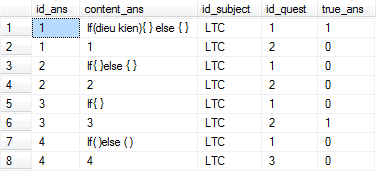 id_ans content_ans id_subject id_quest true_ans
1 1 If(dieu kien){ } else { } LTC 1 1
2 1 1 LTC 2 0
3 2 If{ }else { } LTC 1 0
4 2 2 LTC 2 0
5 3 If{ } LTC 1 0
6 3 3 LTC 2 1
7 4 If( )else ( ) LTC 1 0
8 4 4 LTC 3 0